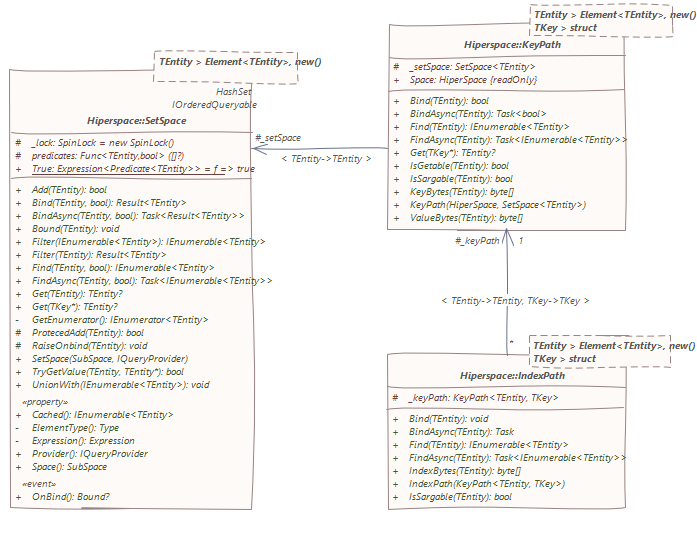 TEntity > Element<TEntity>, new()
HashSet
IOrderedQueryable
Hiperspace::SetSpace
# _lock: SpinLock = new SpinLock()
# predicates: Func<TEntity,bool> ([]?)
+ True: Expression<Predicate<TEntity>> = f => true
+ Add(TEntity): bool
+ Bind(TEntity, bool): Result<TEntity>
+ BindAsync(TEntity, bool): Task<Result<TEntity>>
+ Bound(TEntity): void
+ Filter(IEnumerable<TEntity>): IEnumerable<TEntity>
+ Filter(TEntity): Result<TEntity>
+ Find(TEntity, bool): IEnumerable<TEntity>
+ FindAsync(TEntity, bool): Task<IEnumerable<TEntity>>
+ Get(TEntity): TEntity?
+ Get(TKey*): TEntity?
- GetEnumerator(): IEnumerator<TEntity>
# ProtecedAdd(TEntity): bool
# RaiseOnbind(TEntity): void
+ SetSpace(SubSpace, IQueryProvider)
+ TryGetValue(TEntity, TEntity*): bool
+ UnionWith(IEnumerable<TEntity>): void
«property»
+ Cached(): IEnumerable<TEntity>
- ElementType(): Type
- Expression(): Expression
+ Provider(): IQueryProvider
+ Space(): SubSpace
«event»
+ OnBind(): Bound?
#_setSpace
< TEntity->TEntity >
TEntity > Element<TEntity>, new()
TKey > struct
Hiperspace::KeyPath
# _setSpace: SetSpace<TEntity>
+ Space: HiperSpace {readOnly}
+ Bind(TEntity): bool
+ BindAsync(TEntity): Task<bool>
+ Find(TEntity): IEnumerable<TEntity>
+ FindAsync(TEntity): Task<IEnumerable<TEntity>>
+ Get(TKey*): TEntity?
+ IsGetable(TEntity): bool
+ IsSargable(TEntity): bool
+ KeyBytes(TEntity): byte[]
+ KeyPath(HiperSpace, SetSpace<TEntity>)
+ ValueBytes(TEntity): byte[]
#_keyPath 1
< TEntity->TEntity, TKey->TKey >
*
TEntity > Element<TEntity>, new()
TKey > struct
Hiperspace::IndexPath
# _keyPath: KeyPath<TEntity, TKey>
+ Bind(TEntity): void
+ BindAsync(TEntity): Task
+ Find(TEntity): IEnumerable<TEntity>
+ FindAsync(TEntity): Task<IEnumerable<TEntity>>
+ IndexBytes(TEntity): byte[]
+ IndexPath(KeyPath<TEntity, TKey>)
+ IsSargable(TEntity): bool